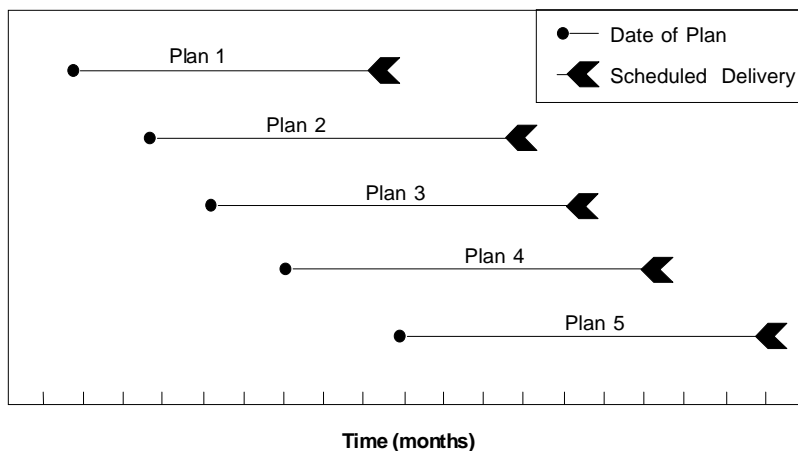 Date of Plan
Scheduled Delivery
Plan 1
Plan 2
Plan 3
Plan 4
Plan 5
Time (months)